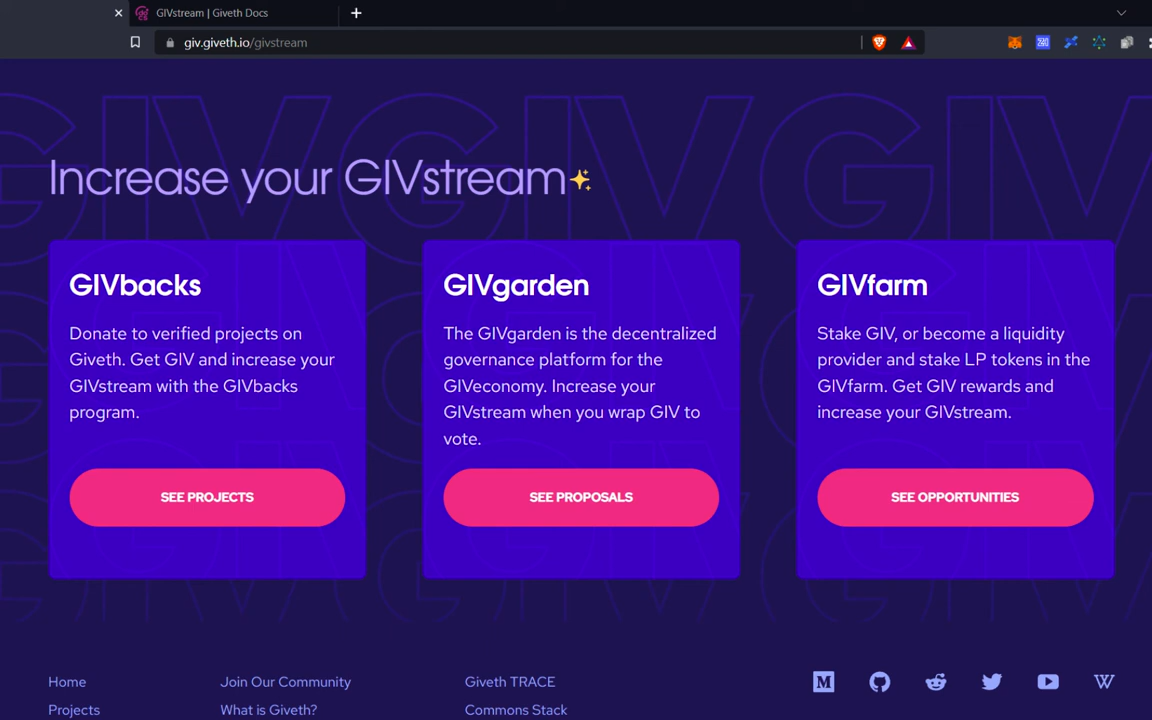 GIVstream | Giveth Docs
giv.giveth.io/givstream
Increase your GIVstream
GIVbacks
Donate to verified projects on
Giveth. Get GIV and increase your
GIVstream with the GIVbacks
program.
SEE PROJECTS
GIVgarden
The GIVgarden is the decentralized
governance platform for the
GIVeconomy. Increase your
GIVstream when you wrap GIV to
vote.
SEE PROPOSALS
GIVfarm
Stake GIV, or become a liquidity
provider and stake LP tokens in the
GIVfarm. Get GIV rewards and
increase your GIVstream.
SEE OPPORTUNITIES
Home
Projects
Join Our Community
What is Giveth?
Giveth TRACE
Commons Stack